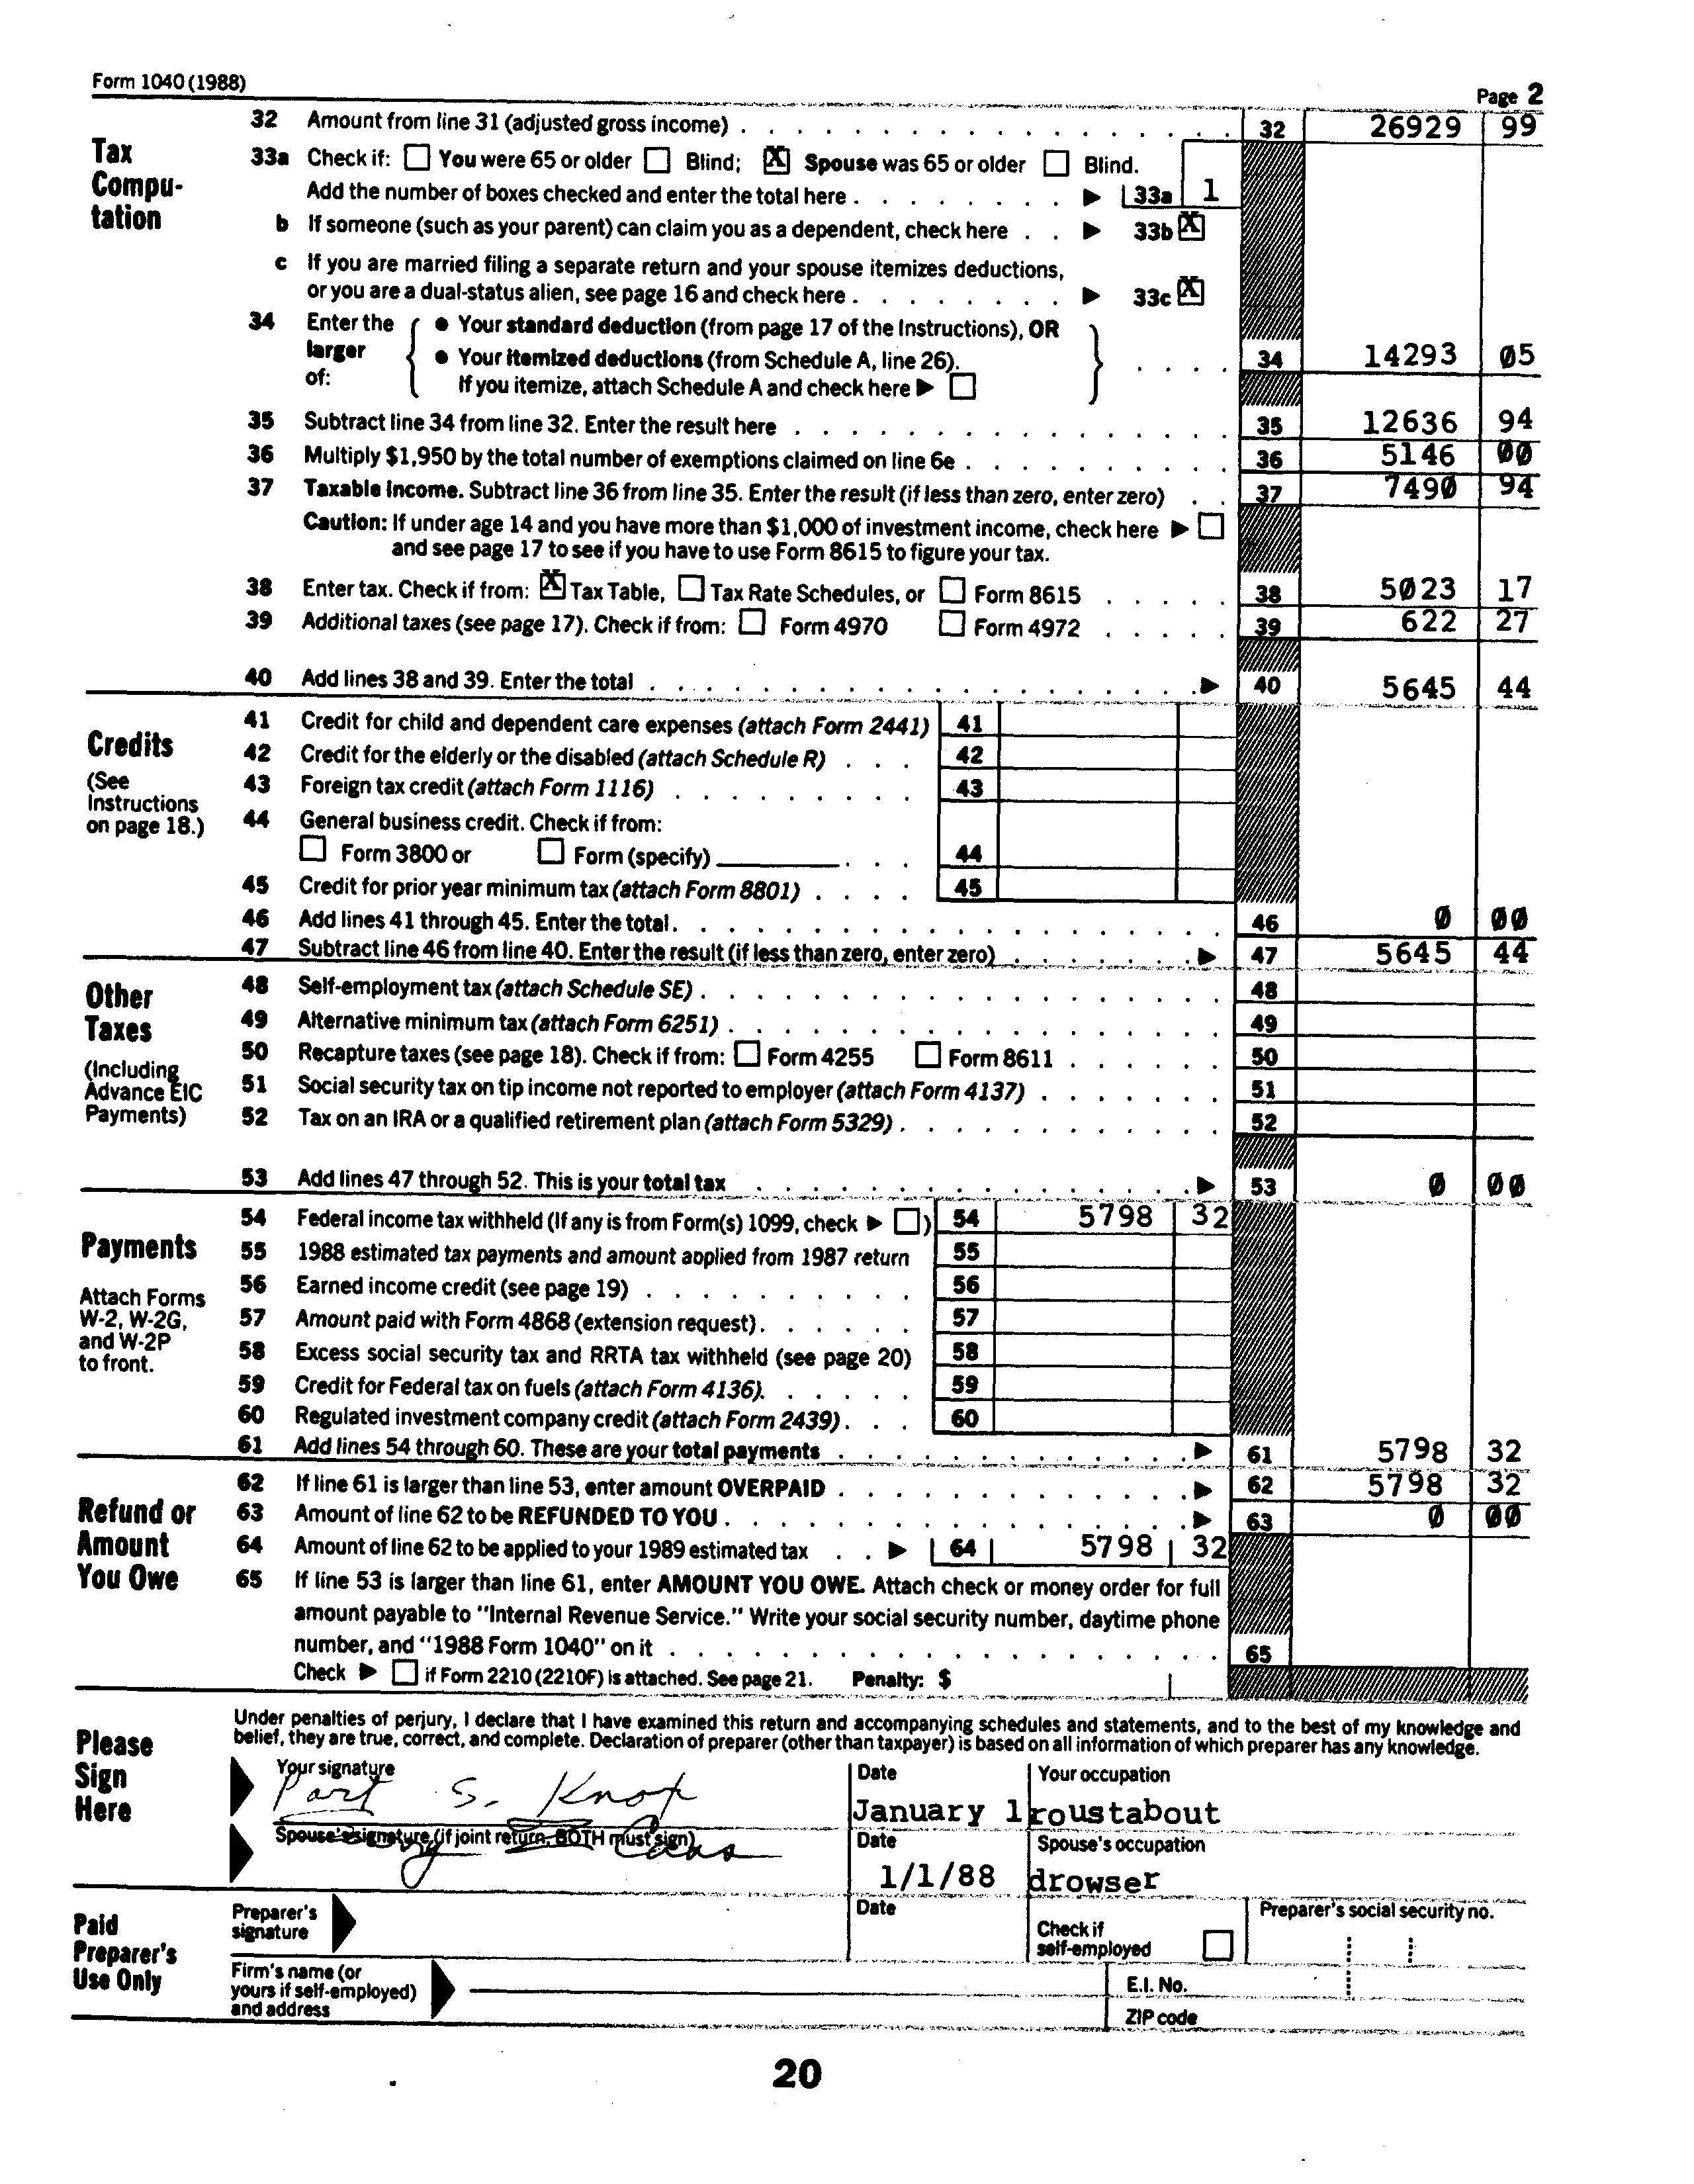 Form 1040 (1988)
Page 2
Tax Compu-tation
32 Amount from line 31 (adjusted gross income) . . . . . . . . . . . . . . . . 32 26929 99
33a Check if: ☐ You were 65 or older ☐ Blind; ☒ Spouse was 65 or older ☐ Blind.
Add the number of boxes checked and enter the total here . . . . . . . . ▶ 33a 1
b If someone (such as your parent) can claim you as a dependent, check here . . ▶ 33b ☒
c If you are married filing a separate return and your spouse itemizes deductions,
or you are a dual-status alien, see page 16 and check here . . . . . . . . ▶ 33c ☒
34 Enter the larger of:
● Your standard deduction (from page 17 of the Instructions), OR
● Your itemized deductions (from Schedule A, line 26).
If you itemize, attach Schedule A and check here ▶ ☐
. . . . 34 14293 05
35 Subtract line 34 from line 32. Enter the result here . . . . . . . . . . . . . . . 35 12636 94
36 Multiply $1,950 by the total number of exemptions claimed on line 6e . . . . . . . . . . 36 5146 00
37 Taxable income. Subtract line 36 from line 35. Enter the result (if less than zero, enter zero) . . 37 7490 94
Caution: If under age 14 and you have more than $1,000 of investment income, check here ▶ ☐
and see page 17 to see if you have to use Form 8615 to figure your tax.
38 Enter tax. Check if from: ☒ Tax Table, ☐ Tax Rate Schedules, or ☐ Form 8615 . . . . . 38 5023 17
39 Additional taxes (see page 17). Check if from: ☐ Form 4970 ☐ Form 4972 . . . . . 39 622 27
40 Add lines 38 and 39. Enter the total . . . . . . . . . . . . . . . . . . . . ▶ 40 5645 44
Credits
(See Instructions on page 18.)
41 Credit for child and dependent care expenses (attach Form 2441) 41
42 Credit for the elderly or the disabled (attach Schedule R) . . . 42
43 Foreign tax credit (attach Form 1116) . . . . . . . . . 43
44 General business credit. Check if from:
☐ Form 3800 or ☐ Form (specify) ________ . . . 44
45 Credit for prior year minimum tax (attach Form 8801) . . . . 45
46 Add lines 41 through 45. Enter the total . . . . . . . . . . . . . . . . . . . 46 0 00
47 Subtract line 46 from line 40. Enter the result (if less than zero, enter zero) . . . . . . . ▶ 47 5645 44
Other Taxes
(Including Advance EIC Payments)
48 Self-employment tax (attach Schedule SE) . . . . . . . . . . . . . . . . . . 48
49 Alternative minimum tax (attach Form 6251) . . . . . . . . . . . . . . . . . 49
50 Recapture taxes (see page 18). Check if from: ☐ Form 4255 ☐ Form 8611 . . . . . . 50
51 Social security tax on tip income not reported to employer (attach Form 4137) . . . . . . . 51
52 Tax on an IRA or a qualified retirement plan (attach Form 5329) . . . . . . . . . . . . 52
53 Add lines 47 through 52. This is your total tax . . . . . . . . . . . . . . . . ▶ 53 0 00
Payments
Attach Forms W-2, W-2G, and W-2P to front.
54 Federal income tax withheld (If any is from Form(s) 1099, check ▶ ☐) 54 5798 32
55 1988 estimated tax payments and amount applied from 1987 return 55
56 Earned income credit (see page 19) . . . . . . . . . . 56
57 Amount paid with Form 4868 (extension request) . . . . . . 57
58 Excess social security tax and RRTA tax withheld (see page 20) 58
59 Credit for Federal tax on fuels (attach Form 4136). . . . . . 59
60 Regulated investment company credit (attach Form 2439) . . . 60
61 Add lines 54 through 60. These are your total payments . . . . . . . . . . . . . ▶ 61 5798 32
Refund or Amount You Owe
62 If line 61 is larger than line 53, enter amount OVERPAID . . . . . . . . . . . . . ▶ 62 5798 32
63 Amount of line 62 to be REFUNDED TO YOU . . . . . . . . . . . . . . . . . ▶ 63 0 00
64 Amount of line 62 to be applied to your 1989 estimated tax . . ▶ 64 5798 32
65 If line 53 is larger than line 61, enter AMOUNT YOU OWE. Attach check or money order for full
amount payable to "Internal Revenue Service." Write your social security number, daytime phone
number, and "1988 Form 1040" on it . . . . . . . . . . . . . . . . . . . 65
Check ▶ ☐ if Form 2210 (2210F) is attached. See page 21. Penalty: $
Please Sign Here
Under penalties of perjury, I declare that I have examined this return and accompanying schedules and statements, and to the best of my knowledge and
belief, they are true, correct, and complete. Declaration of preparer (other than taxpayer) is based on all information of which preparer has any knowledge.
Your signature
S. Knot
Date
January 1
Your occupation
roustabout
Spouse's signature (if joint return, BOTH must sign)
Date
1/1/88
Spouse's occupation
drowser
Paid Preparer's Use Only
Preparer's signature
Date
Check if self-employed ☐
Preparer's social security no.
Firm's name (or yours if self-employed) and address
E.I. No.
ZIP code
20